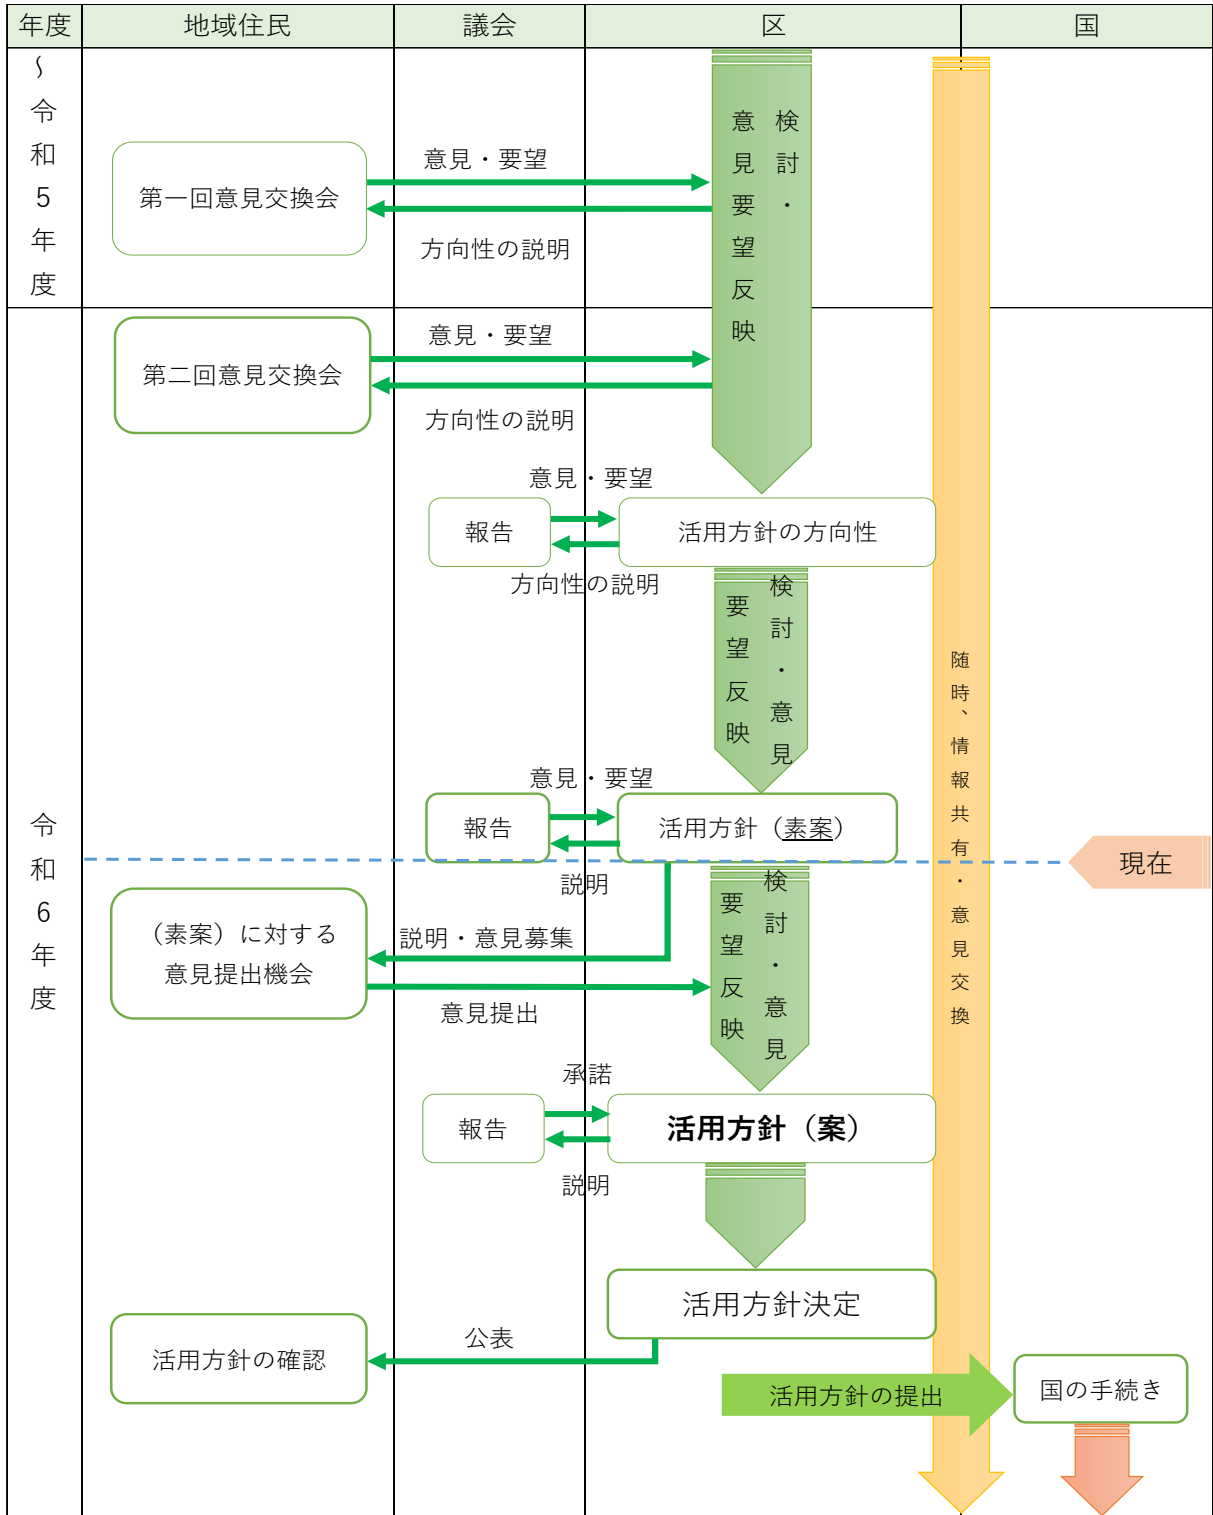 年度
地域住民
議会
区
国
～令和5年度
検討・
意見要望反映
意見・要望
第一回意見交換会
方向性の説明
令和6年度
意見・要望
第二回意見交換会
方向性の説明
意見・要望
報告
活用方針の方向性
方向性の説明
検討・意見
要望反映
随時、情報共有・意見交換
意見・要望
報告
活用方針（素案）
現在
説明
検討・意見
要望反映
（素案）に対する
意見提出機会
説明・意見募集
意見提出
承諾
報告
活用方針（案）
説明
活用方針決定
公表
活用方針の確認
活用方針の提出
国の手続き